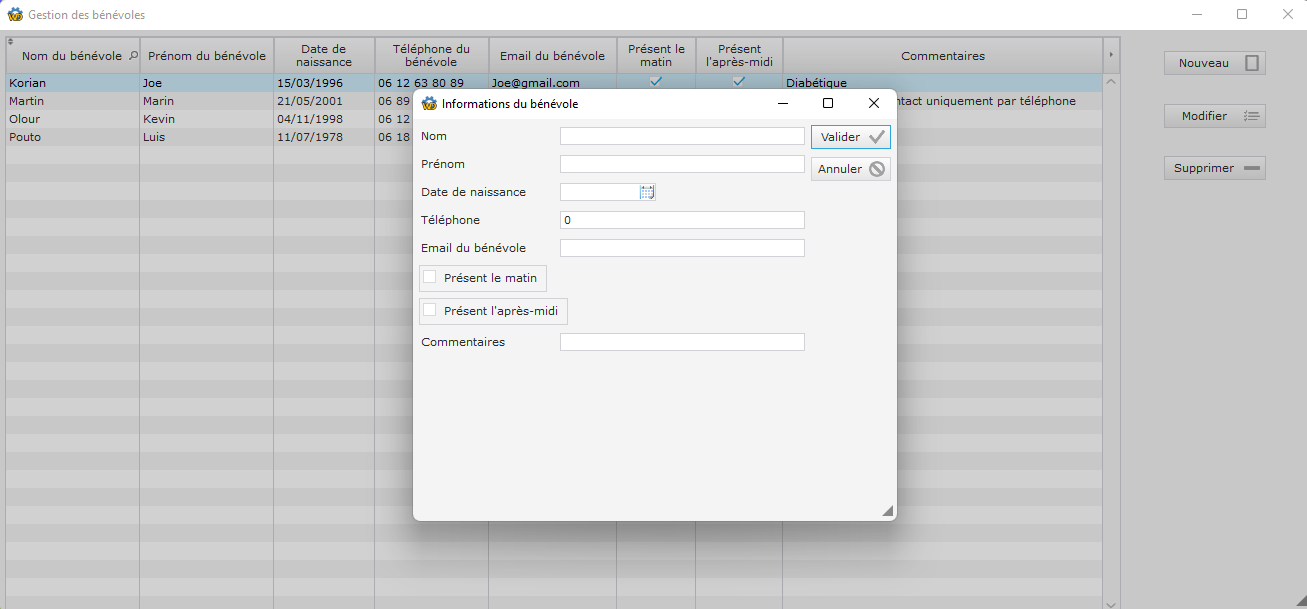 Gestion des bénévoles
Nom du bénévole
Prénom du bénévole
Date de
naissance
Téléphone du
bénévole
Email du bénévole
Présent le
matin
Présent
l'après-midi
Commentaires
Korian Joe 15/03/1996 06 12 63 80 89 Joe@gmail.com Diabétique
Martin Marin 21/05/2001 06 89 uniquement par téléphone
Olour Kevin 04/11/1998 06 12
Pouto Luis 11/07/1978 06 18
Nouveau
Modifier
Supprimer
Informations du bénévole
Nom
Valider
Prénom
Annuler
Date de naissance
Téléphone 0
Email du bénévole
Présent le matin
Présent l'après-midi
Commentaires